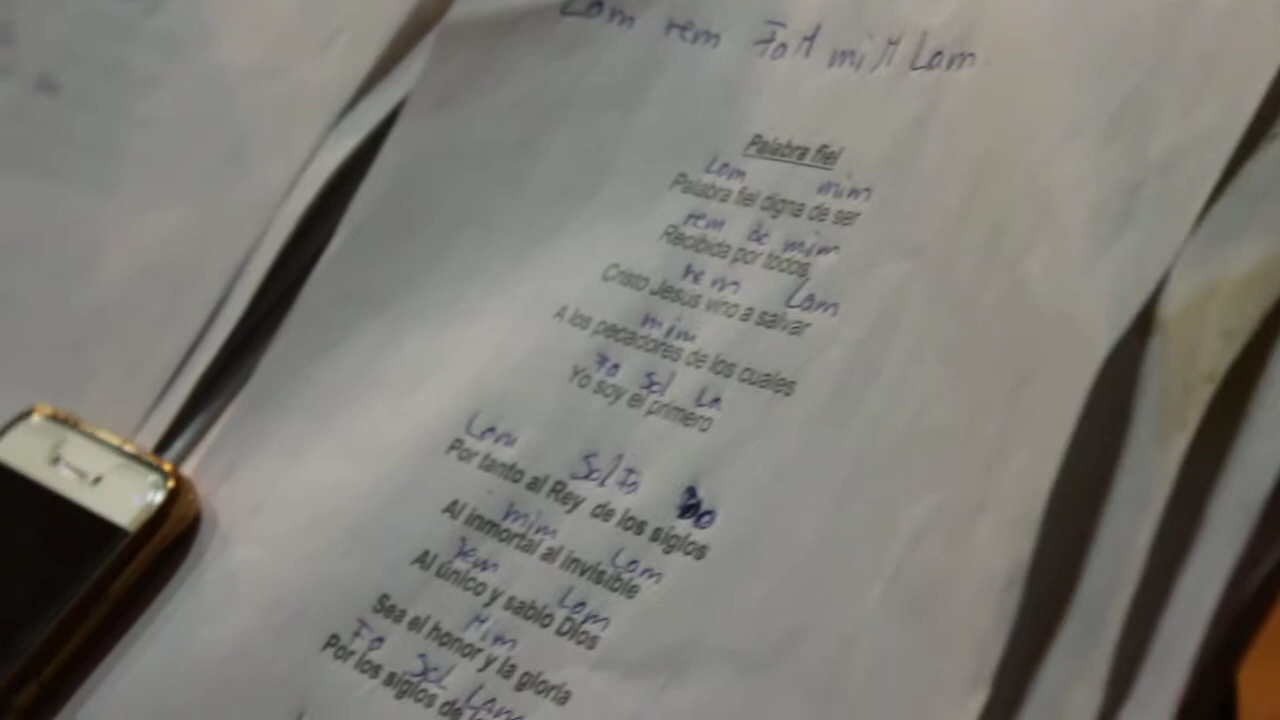 Lam rem Fa# mi# Lam
Palabra fiel
Lam mim
Palabra fiel digna de ser
rem de mim
Recibida por todos,
rem Lam
Cristo Jesús vino a salvar
mim
A los pecadores de los cuales
Fa Sol La
Yo soy el primero
Lam Sol Fa Do
Por tanto al Rey de los siglos
mim Lam
Al inmortal al invisible
rem Lam
Al único y sabio Dios
Mim
Sea el honor y la gloria
Fa Sol Lam
Por los siglos de